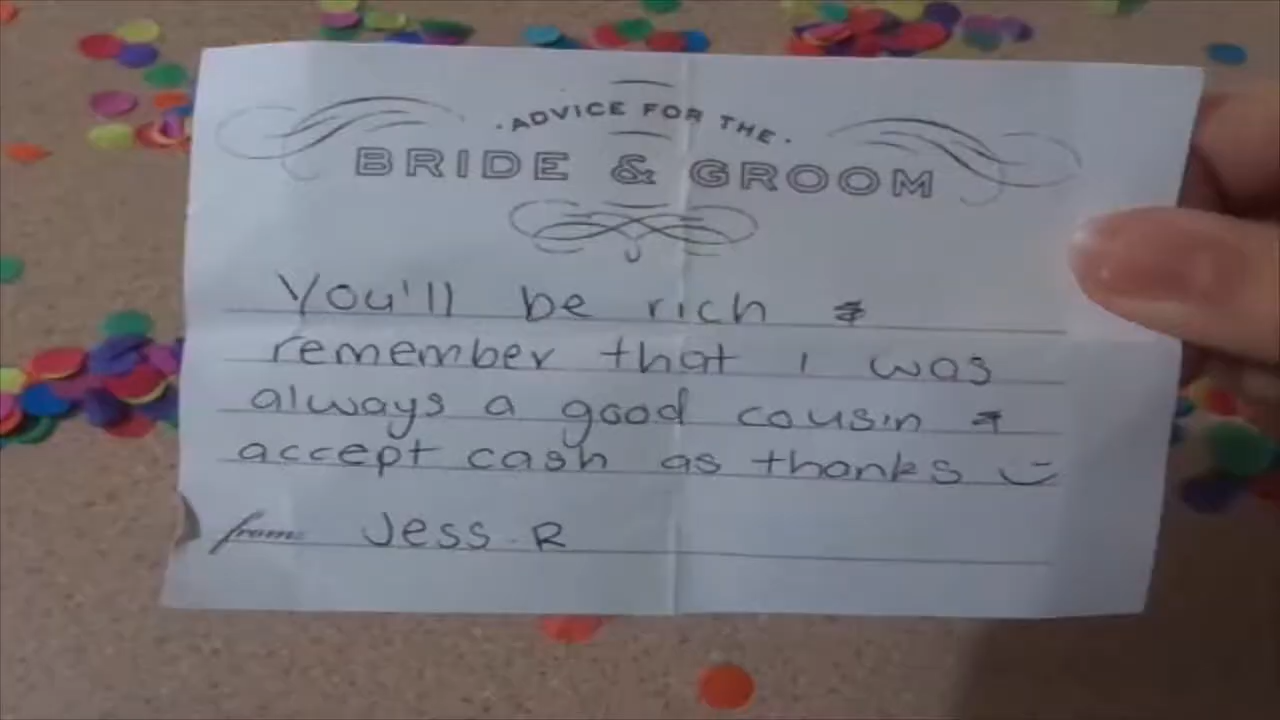 ·ADVICE FOR THE·
BRIDE & GROOM
You'll be rich &
remember that I was
always a good cousin &
accept cash as thanks :)
from: Jess R